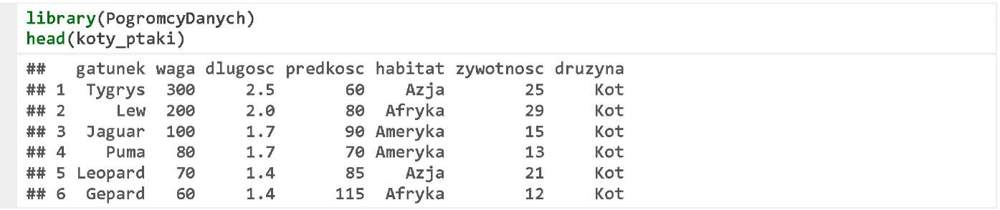 library(PogromcyDanych)
head(koty_ptaki)
##   gatunek waga dlugosc predkosc habitat zywotnosc druzyna
## 1  Tygrys  300     2.5       60    Azja        25     Kot
## 2     Lew  200     2.0       80  Afryka        29     Kot
## 3  Jaguar  100     1.7       90 Ameryka        15     Kot
## 4    Puma   80     1.7       70 Ameryka        13     Kot
## 5 Leopard   70     1.4       85    Azja        21     Kot
## 6  Gepard   60     1.4      115  Afryka        12     Kot